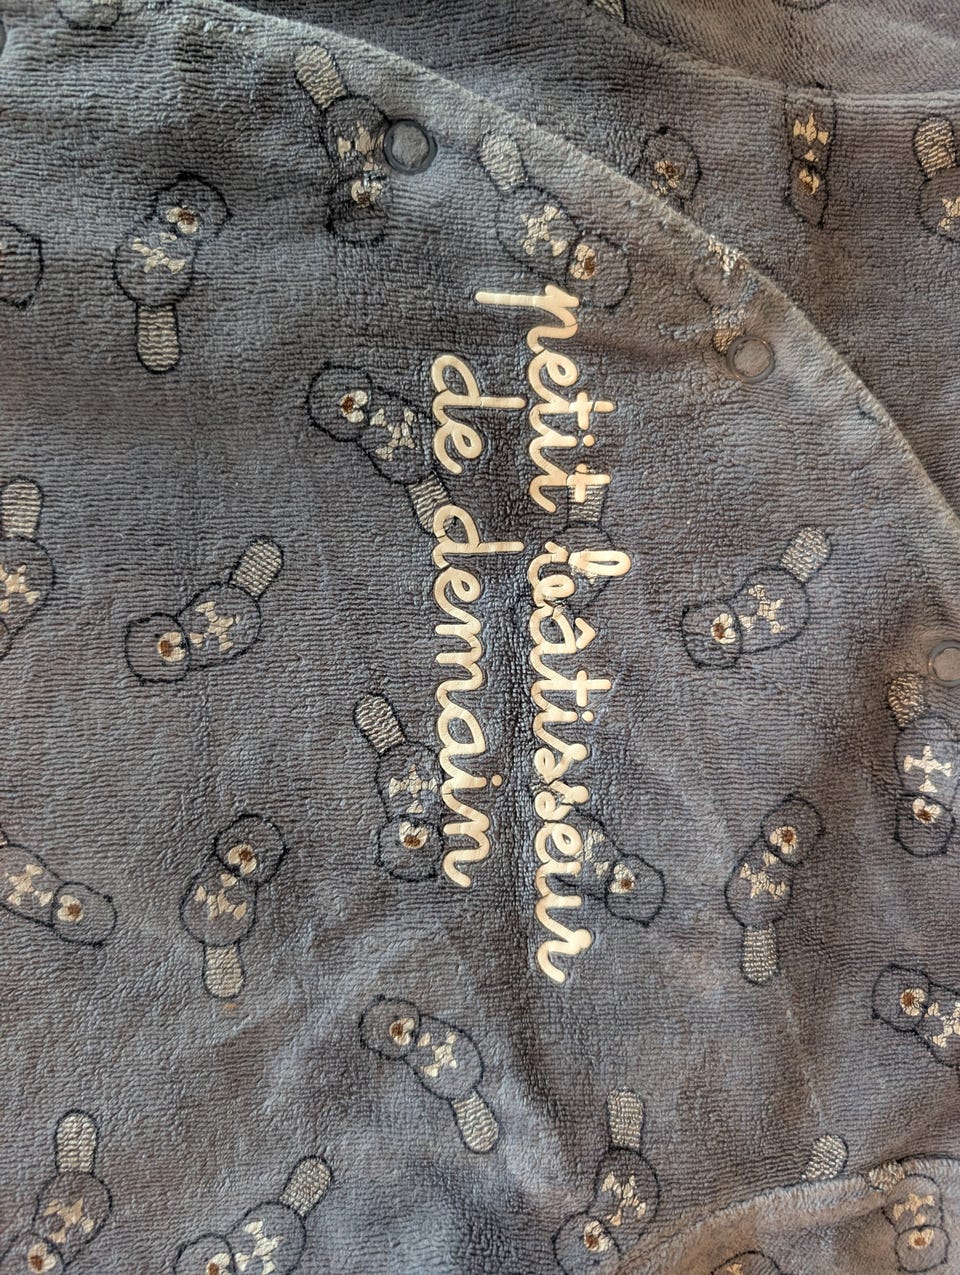 petit bâtisseur
de demain